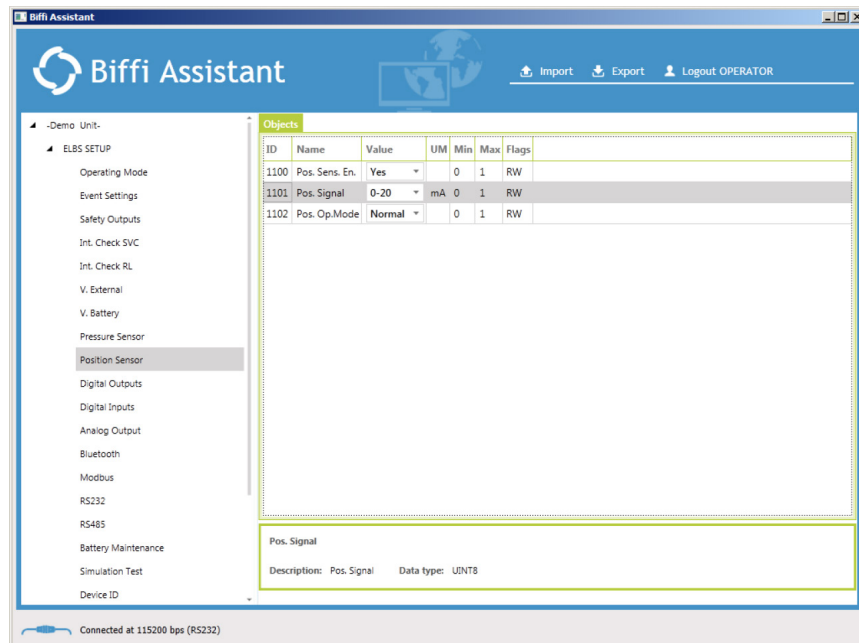 Biffi Assistant
Biffi Assistant
Import Export Logout OPERATOR
-Demo Unit-
ELBS SETUP
Operating Mode
Event Settings
Safety Outputs
Int. Check SVC
Int. Check RL
V. External
V. Battery
Pressure Sensor
Position Sensor
Digital Outputs
Digital Inputs
Analog Output
Bluetooth
Modbus
RS232
RS485
Battery Maintenance
Simulation Test
Device ID
Objects
ID Name Value UM Min Max Flags
1100 Pos. Sens. En. Yes 0 1 RW
1101 Pos. Signal 0-20 mA 0 1 RW
1102 Pos. Op.Mode Normal 0 1 RW
Pos. Signal
Description: Pos. Signal Data type: UINT8
Connected at 115200 bps (RS232)